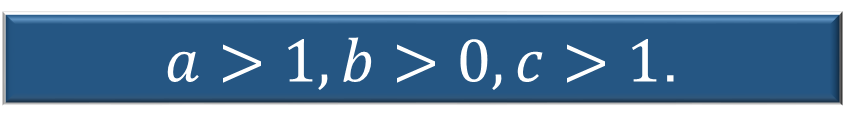 a > 1, b > 0, c > 1.